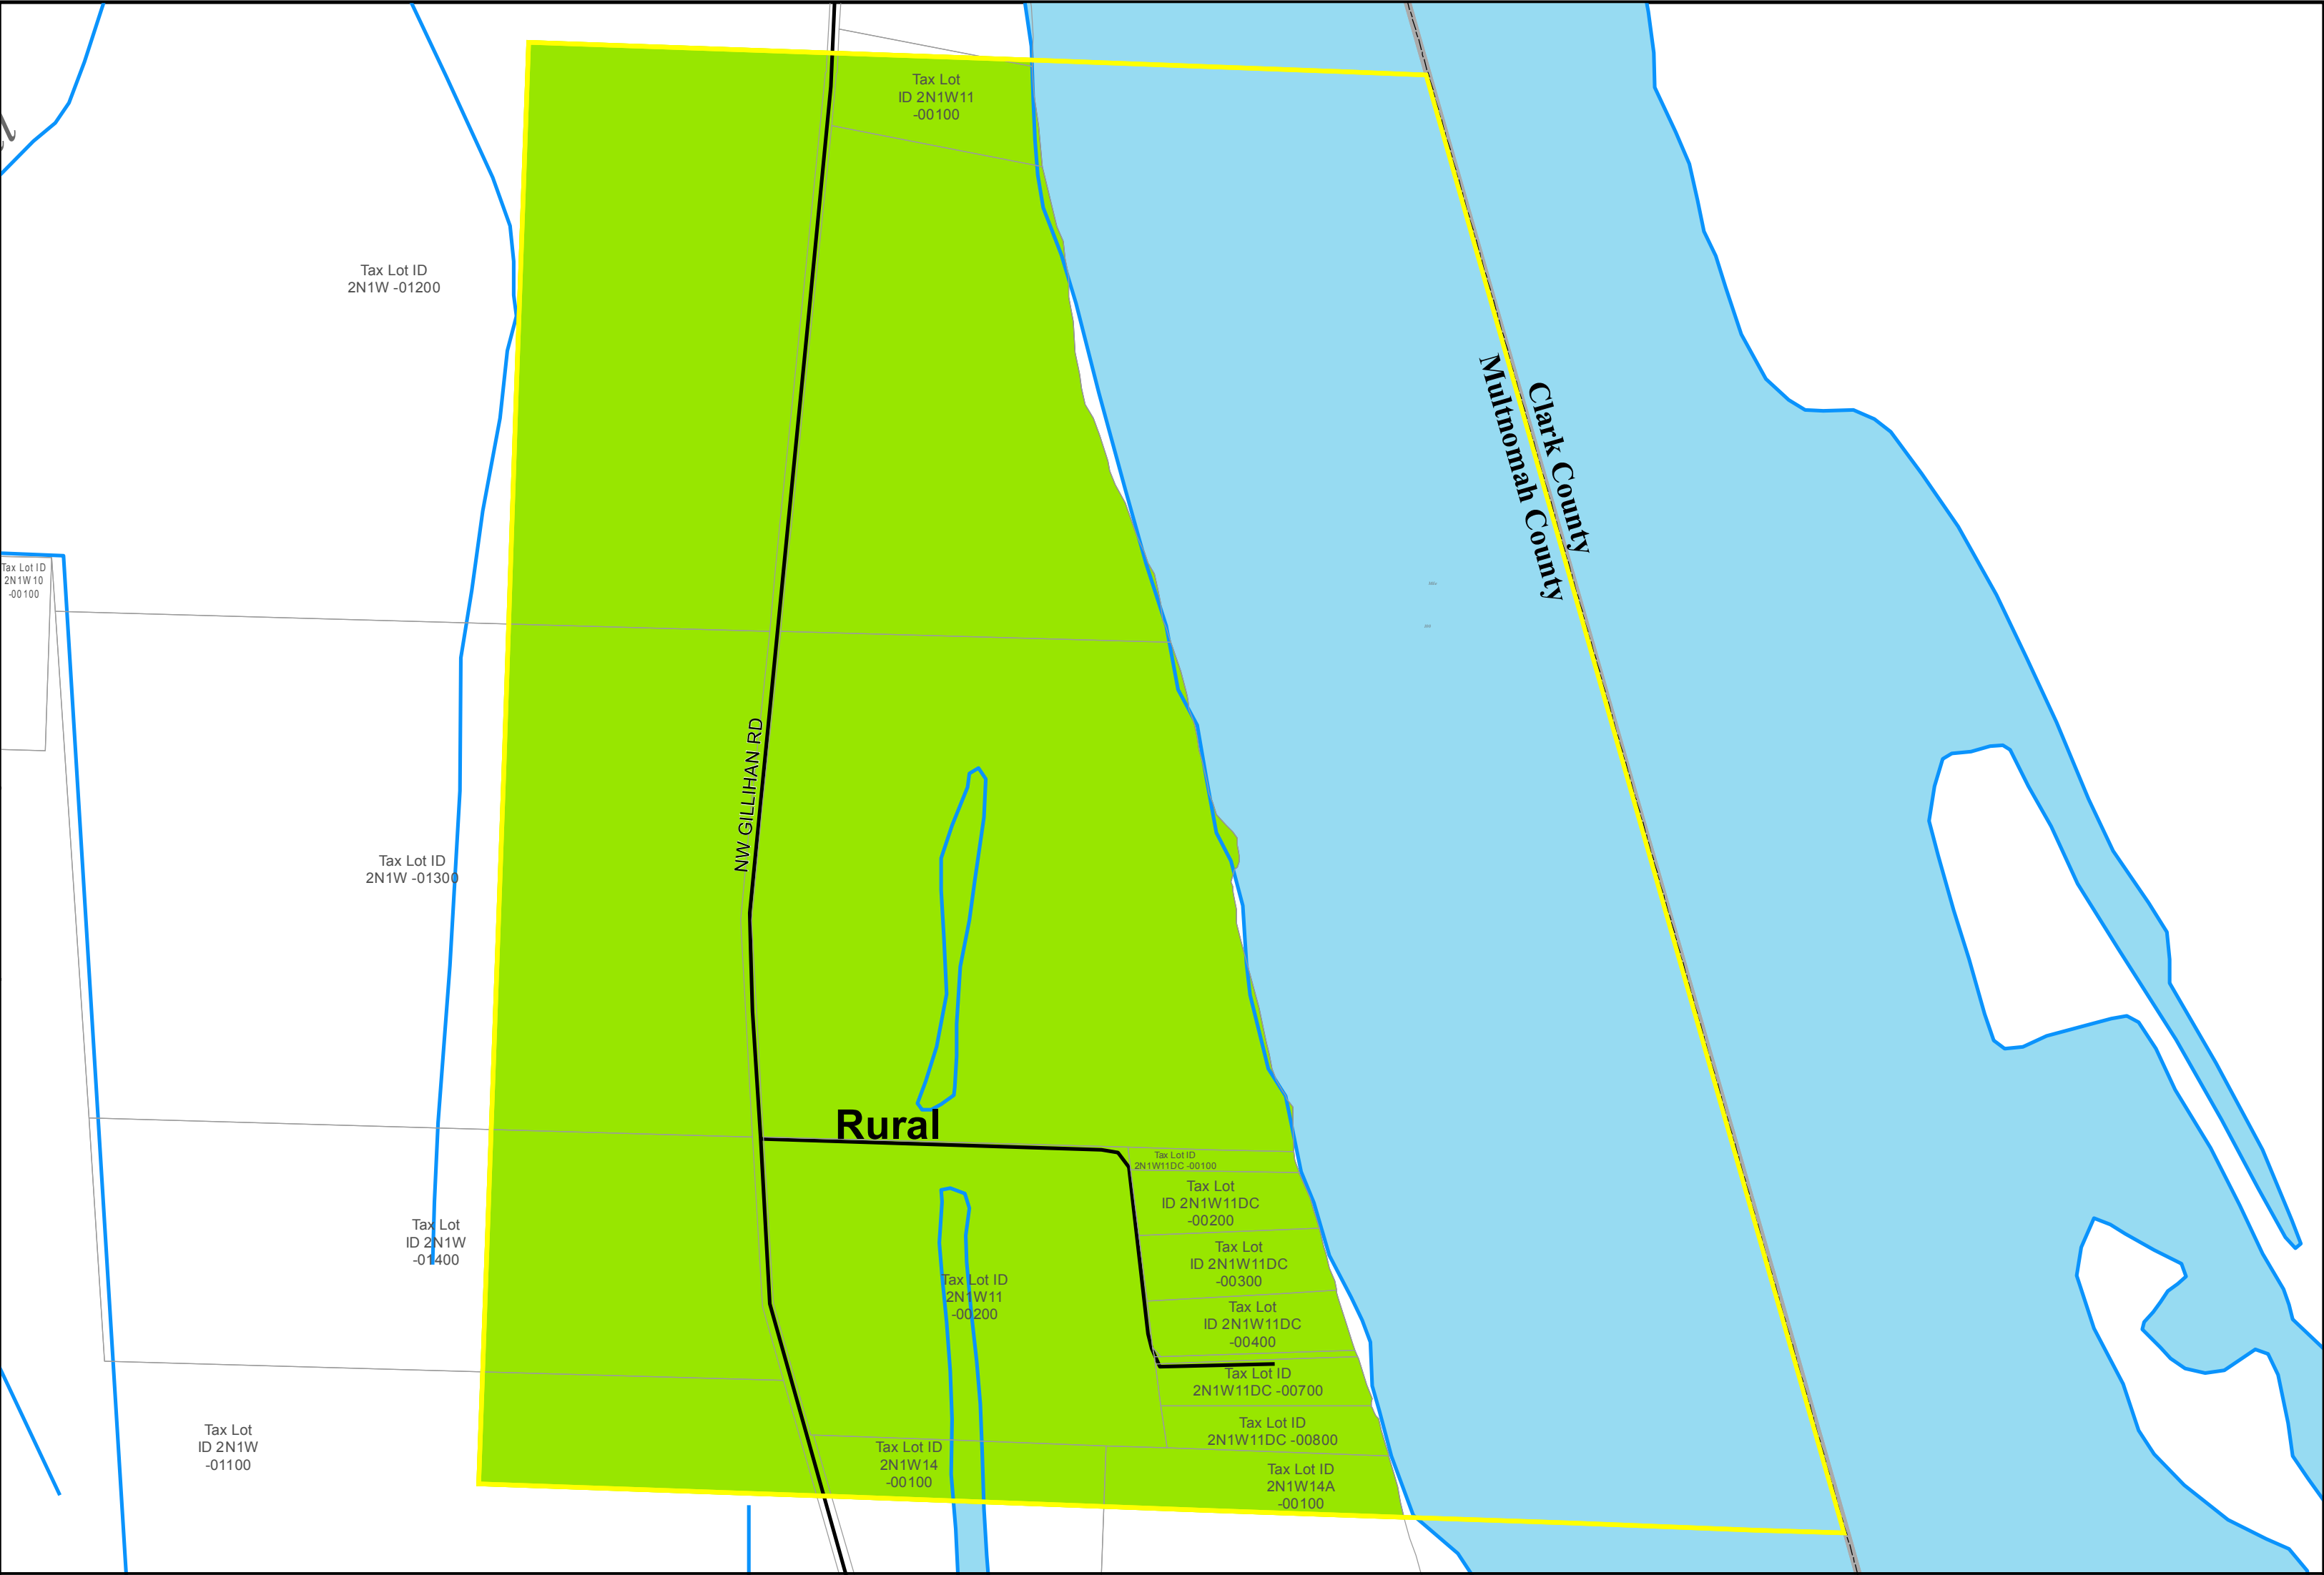 Tax Lot
ID 2N1W11
-00100
Tax Lot ID
2N1W -01200
Clark County
Multnomah County
Tax Lot ID
2N1W10
-00100
NW GILLIHAN RD
Tax Lot ID
2N1W -01300
Rural
Tax Lot ID
2N1W11DC -00100
Tax Lot
ID 2N1W11DC
-00200
Tax Lot
ID 2N1W
-01400
Tax Lot
ID 2N1W11DC
-00300
Tax Lot ID
2N1W11
-00200
Tax Lot
ID 2N1W11DC
-00400
Tax Lot ID
2N1W11DC -00700
Tax Lot
ID 2N1W
-01100
Tax Lot ID
2N1W11DC -00800
Tax Lot ID
2N1W14
-00100
Tax Lot ID
2N1W14A
-00100